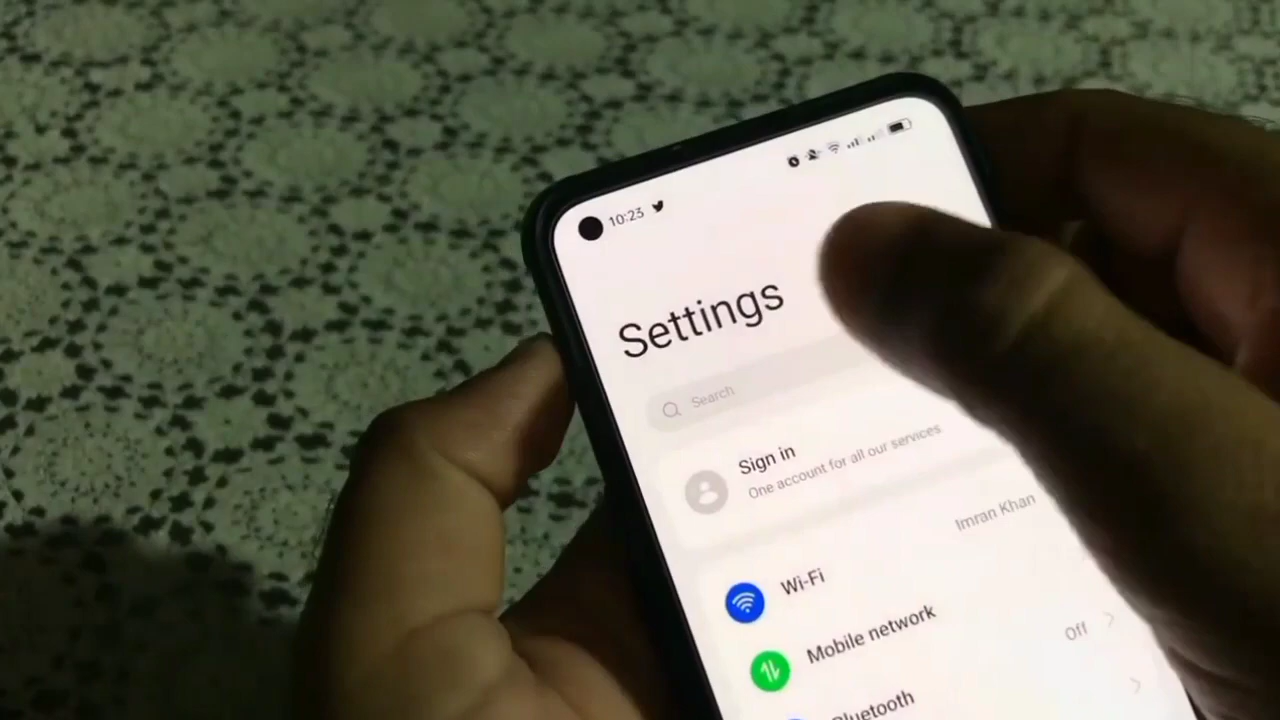 10:23
Settings
Search
Sign in
One account for all our services
Wi-Fi
Imran Khan
Mobile network
Off
Bluetooth